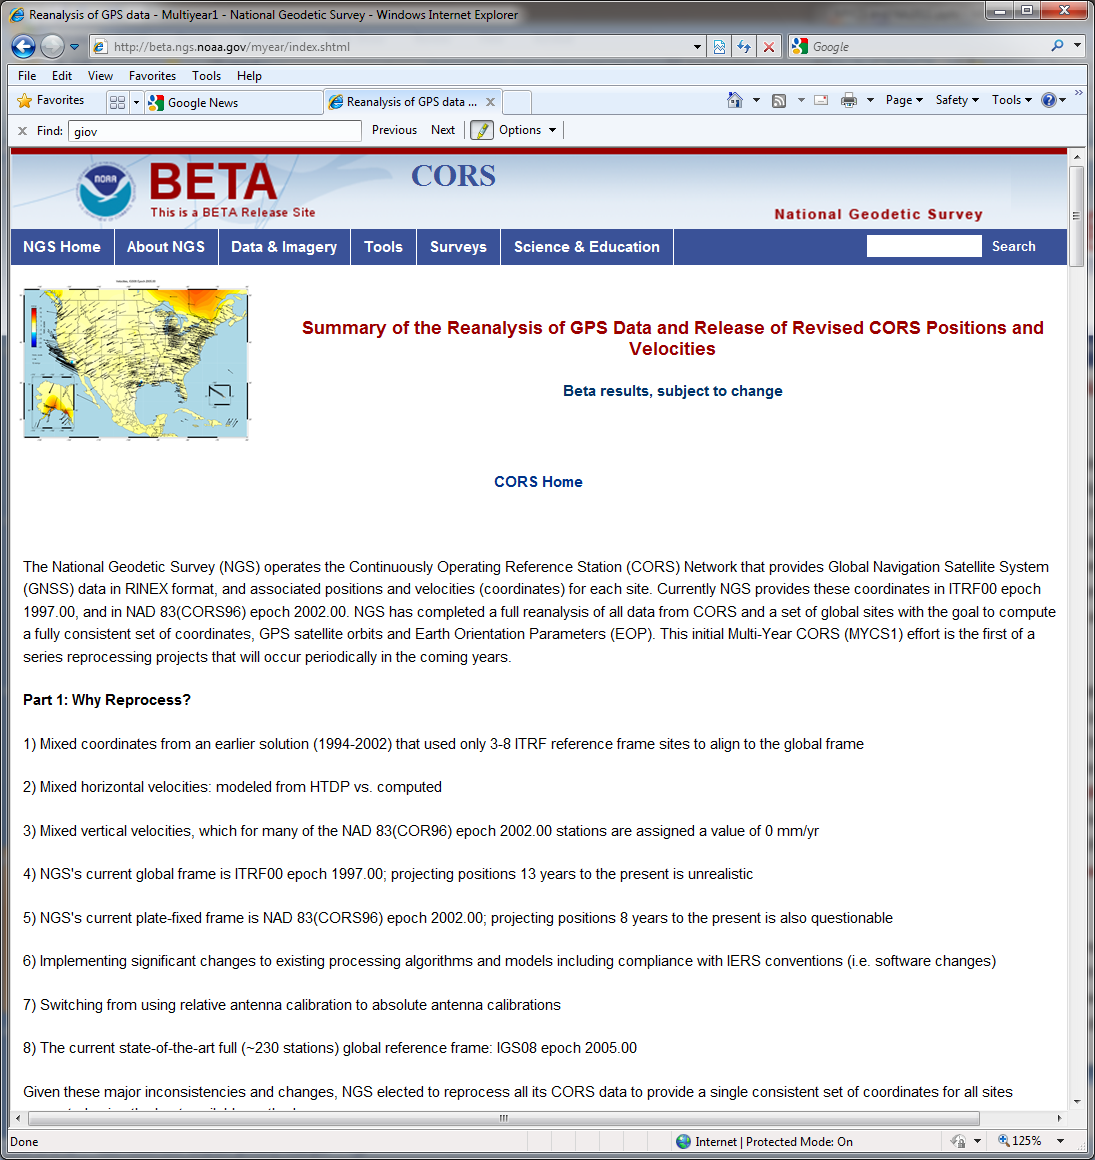 Reanalysis of GPS data - Multiyear1 - National Geodetic Survey - Windows Internet Explorer
http://beta.ngs.noaa.gov/myear/index.shtml
Google
File Edit View Favorites Tools Help
Favorites
Google News
Reanalysis of GPS data ...
Page Safety Tools
Find: giov Previous Next Options
NOAA
BETA
This is a BETA Release Site
CORS
National Geodetic Survey
NGS Home About NGS Data & Imagery Tools Surveys Science & Education Search
Summary of the Reanalysis of GPS Data and Release of Revised CORS Positions and
Velocities
Beta results, subject to change
CORS Home
The National Geodetic Survey (NGS) operates the Continuously Operating Reference Station (CORS) Network that provides Global Navigation Satellite System
(GNSS) data in RINEX format, and associated positions and velocities (coordinates) for each site. Currently NGS provides these coordinates in ITRF00 epoch
1997.00, and in NAD 83(CORS96) epoch 2002.00. NGS has completed a full reanalysis of all data from CORS and a set of global sites with the goal to compute
a fully consistent set of coordinates, GPS satellite orbits and Earth Orientation Parameters (EOP). This initial Multi-Year CORS (MYCS1) effort is the first of a
series reprocessing projects that will occur periodically in the coming years.
Part 1: Why Reprocess?
1) Mixed coordinates from an earlier solution (1994-2002) that used only 3-8 ITRF reference frame sites to align to the global frame
2) Mixed horizontal velocities: modeled from HTDP vs. computed
3) Mixed vertical velocities, which for many of the NAD 83(COR96) epoch 2002.00 stations are assigned a value of 0 mm/yr
4) NGS's current global frame is ITRF00 epoch 1997.00; projecting positions 13 years to the present is unrealistic
5) NGS's current plate-fixed frame is NAD 83(CORS96) epoch 2002.00; projecting positions 8 years to the present is also questionable
6) Implementing significant changes to existing processing algorithms and models including compliance with IERS conventions (i.e. software changes)
7) Switching from using relative antenna calibration to absolute antenna calibrations
8) The current state-of-the-art full (~230 stations) global reference frame: IGS08 epoch 2005.00
Given these major inconsistencies and changes, NGS elected to reprocess all its CORS data to provide a single consistent set of coordinates for all sites
Done
Internet | Protected Mode: On
125%